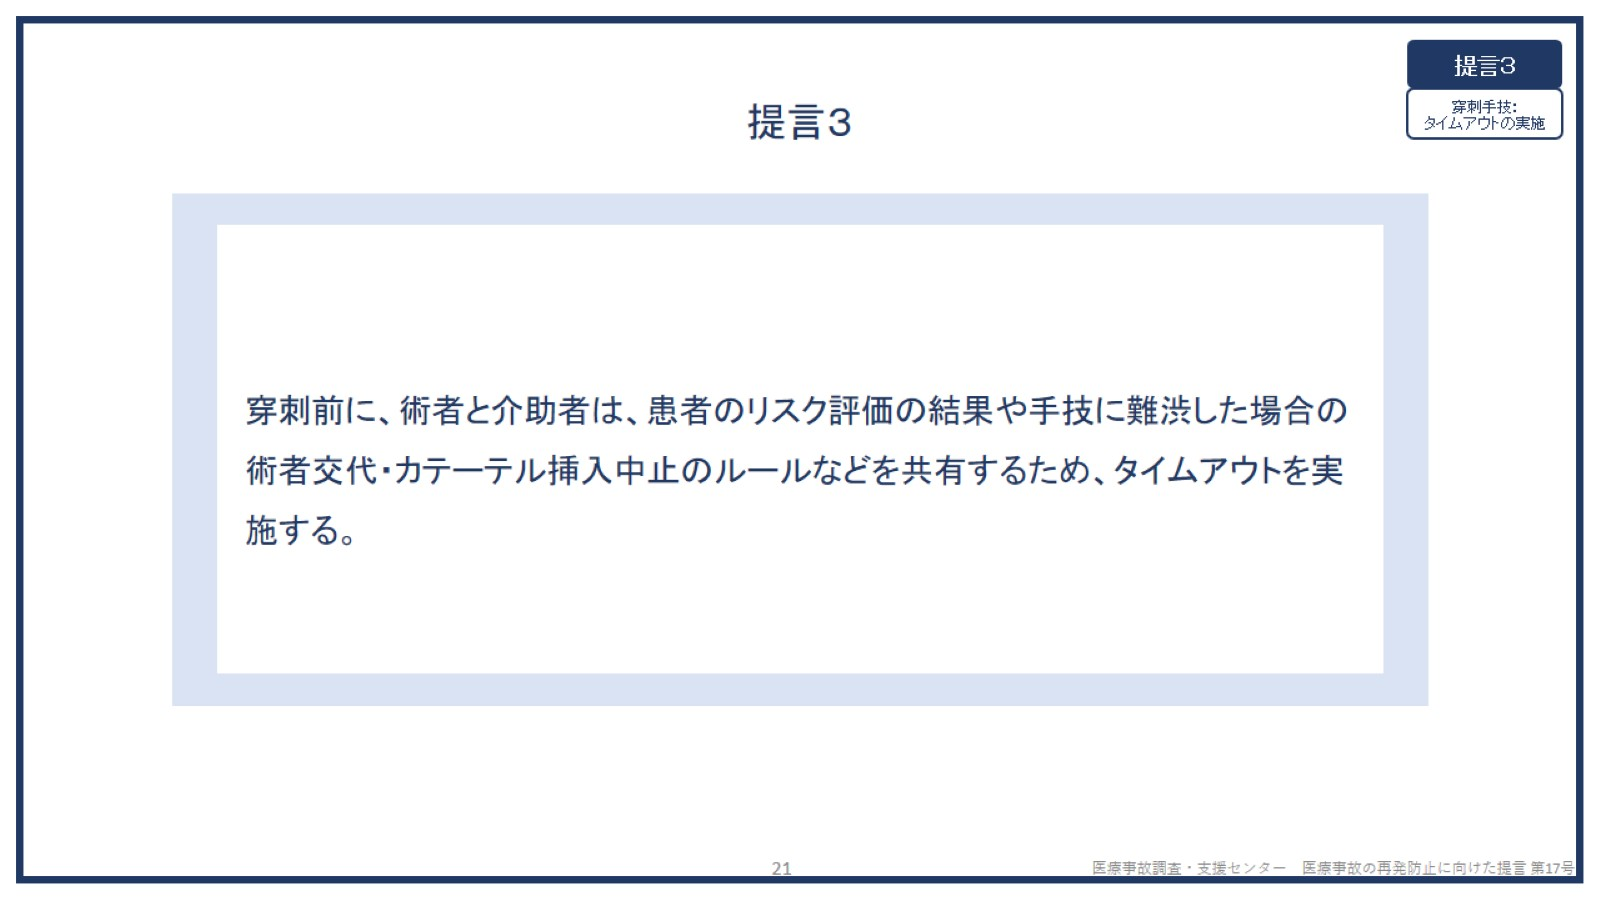 提言３
穿刺手技：
タイムアウトの実施
提言３
穿刺前に、術者と介助者は、患者のリスク評価の結果や手技に難渋した場合の
術者交代・カテーテル挿入中止のルールなどを共有するため、タイムアウトを実
施する。
21
医療事故調査・支援センター　医療事故の再発防止に向けた提言 第17号